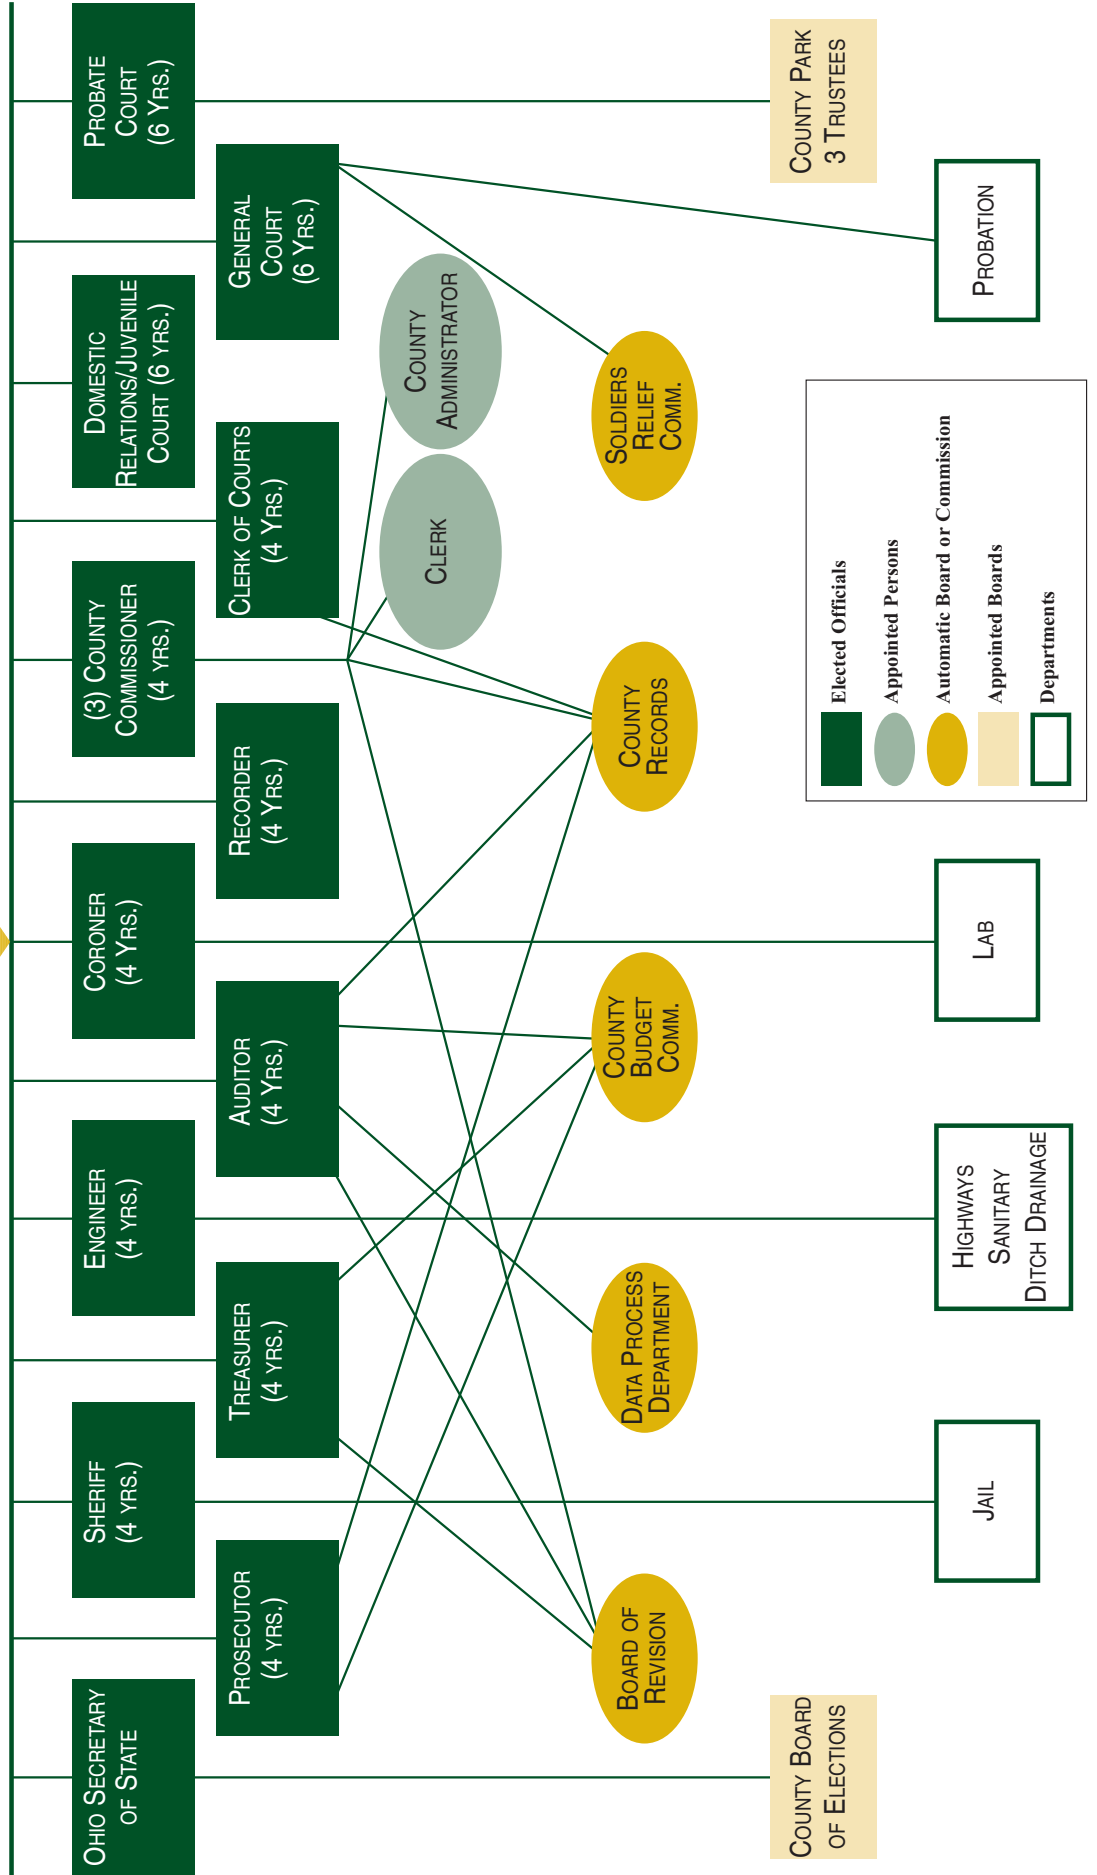 OHIO SECRETARY
OF STATE
SHERIFF
(4 YRS.)
ENGINEER
(4 YRS.)
CORONER
(4 YRS.)
(3) COUNTY
COMMISSIONER
(4 YRS.)
DOMESTIC
RELATIONS/JUVENILE
COURT (6 YRS.)
PROBATE
COURT
(6 YRS.)
PROSECUTOR
(4 YRS.)
TREASURER
(4 YRS.)
AUDITOR
(4 YRS.)
RECORDER
(4 YRS.)
CLERK OF COURTS
(4 YRS.)
GENERAL
COURT
(6 YRS.)
CLERK
COUNTY
ADMINISTRATOR
BOARD OF
REVISION
DATA PROCESS
DEPARTMENT
COUNTY
BUDGET
COMM.
COUNTY
RECORDS
SOLDIERS
RELIEF
COMM.
COUNTY BOARD
OF ELECTIONS
COUNTY PARK
3 TRUSTEES
JAIL
HIGHWAYS
SANITARY
DITCH DRAINAGE
LAB
PROBATION
Elected Officials
Appointed Persons
Automatic Board or Commission
Appointed Boards
Departments